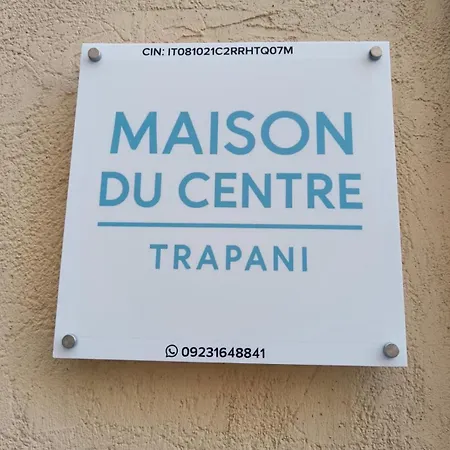 CIN: IT081021C2RRHTQ07M
MAISON
DU CENTRE
TRAPANI
09231648841